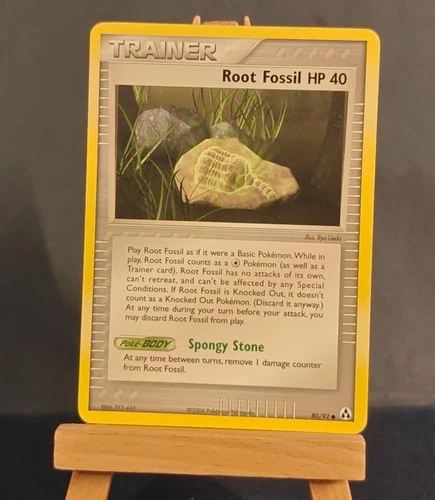 TRAINER
Root Fossil HP 40
Illus. Ryo Ueda
Play Root Fossil as if it were a Basic Pokémon. While in
play, Root Fossil counts as a Pokémon (as well as a
Trainer card). Root Fossil has no attacks of its own,
can't retreat, and can't be affected by any Special
Conditions. If Root Fossil is Knocked Out, it doesn't
count as a Knocked Out Pokémon. (Discard it anyway.)
At any time during your turn before your attack, you
may discard Root Fossil from play.
Poké-BODY Spongy Stone
At any time between turns, remove 1 damage counter
from Root Fossil.
©2006 Pokémon 80/92